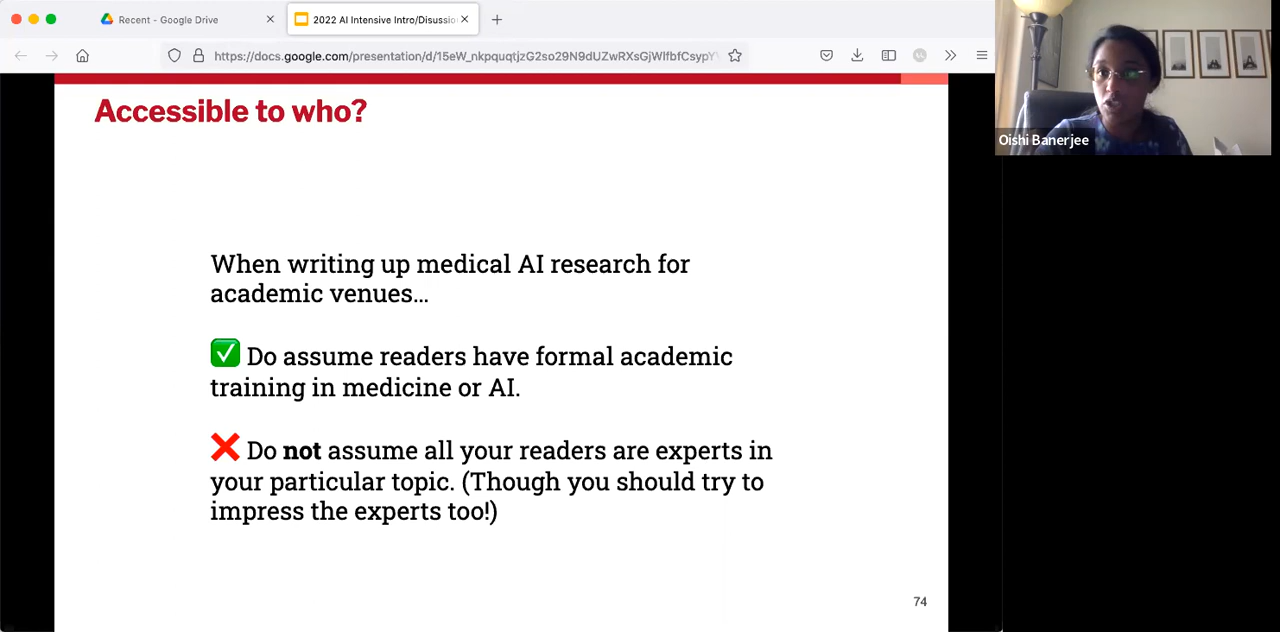 Recent - Google Drive
2022 AI Intensive Intro/Disussio
https://docs.google.com/presentation/d/15eW_nkpquqtjzG2so29N9dUZwRXsGjWlfbfCsypY
Accessible to who?
Oishi Banerjee
When writing up medical AI research for
academic venues…
✅ Do assume readers have formal academic
training in medicine or AI.
❌ Do not assume all your readers are experts in
your particular topic. (Though you should try to
impress the experts too!)
74